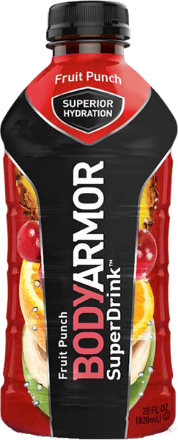 Fruit Punch
SUPERIOR
HYDRATION
Fruit Punch
BODYARMOR
SuperDrink™
28 FL OZ
(828mL)